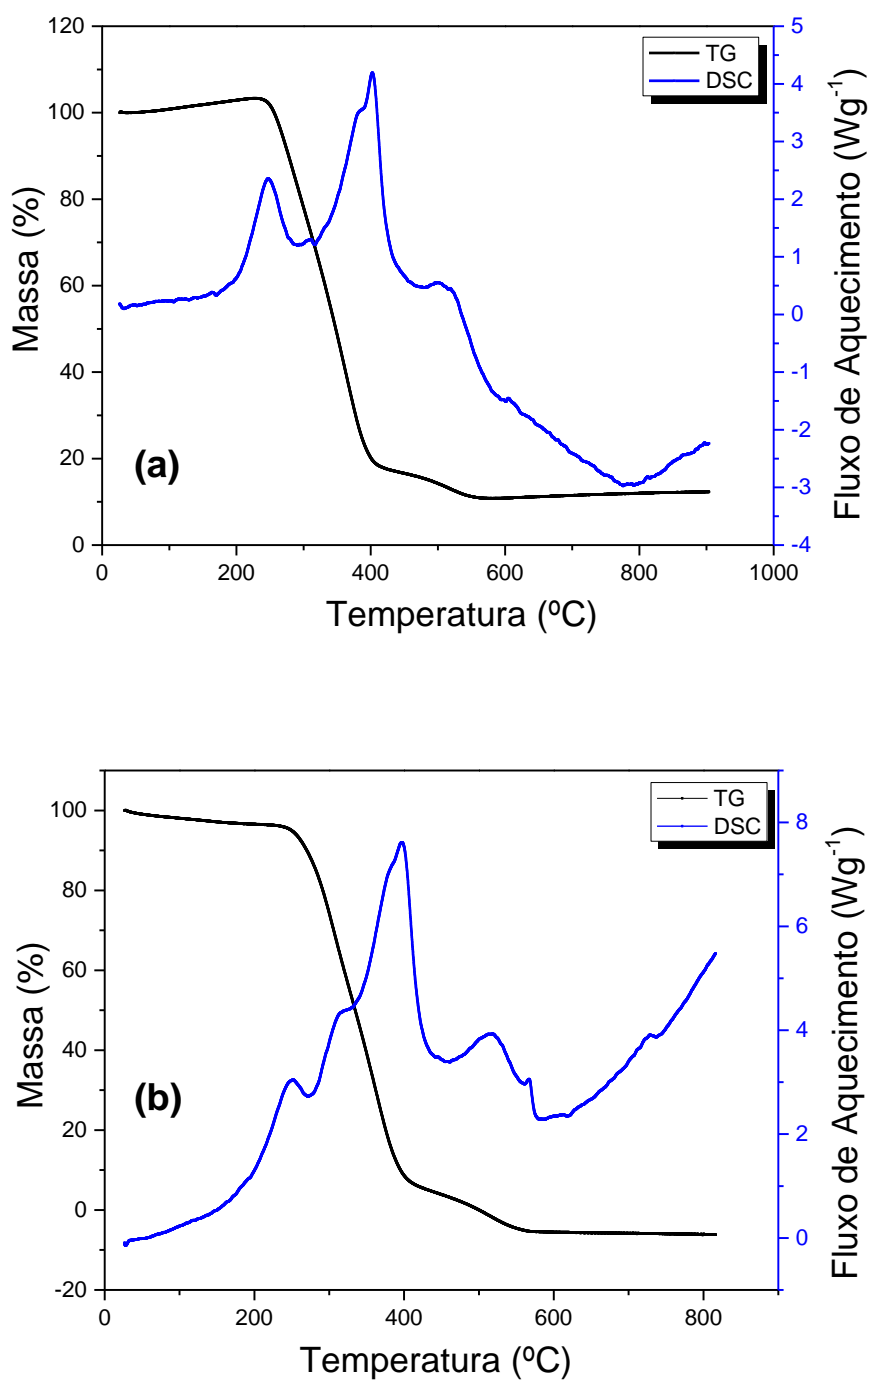 120
100
80
60
40
20
0
Massa (%)
TG
DSC
(a)
5
4
3
2
1
0
-1
-2
-3
-4
Fluxo de Aquecimento (Wg⁻¹)
0 200 400 600 800 1000
Temperatura (ºC)
100
80
60
40
20
0
-20
Massa (%)
TG
DSC
(b)
8
6
4
2
0
Fluxo de Aquecimento (Wg⁻¹)
0 200 400 600 800
Temperatura (ºC)